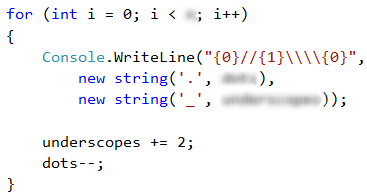 for (int i = 0; i < ; i++)
{
Console.WriteLine("{0}//{1}\\\\{0}",
new string('.', ),
new string('_', ));
underscopes += 2;
dots--;
}